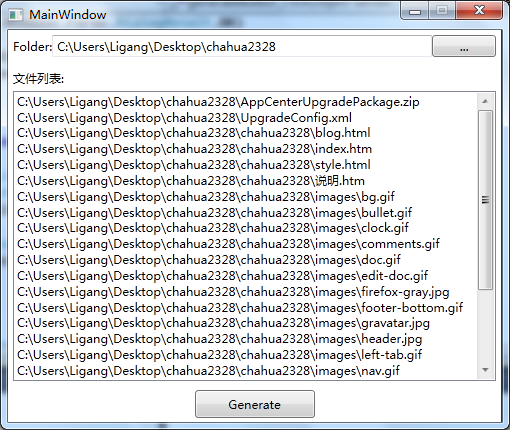 MainWindow
Folder: C:\Users\Ligang\Desktop\chahua2328 ...
文件列表:
C:\Users\Ligang\Desktop\chahua2328\AppCenterUpgradePackage.zip
C:\Users\Ligang\Desktop\chahua2328\UpgradeConfig.xml
C:\Users\Ligang\Desktop\chahua2328\chahua2328\blog.html
C:\Users\Ligang\Desktop\chahua2328\chahua2328\index.htm
C:\Users\Ligang\Desktop\chahua2328\chahua2328\style.html
C:\Users\Ligang\Desktop\chahua2328\chahua2328\说明.htm
C:\Users\Ligang\Desktop\chahua2328\chahua2328\images\bg.gif
C:\Users\Ligang\Desktop\chahua2328\chahua2328\images\bullet.gif
C:\Users\Ligang\Desktop\chahua2328\chahua2328\images\clock.gif
C:\Users\Ligang\Desktop\chahua2328\chahua2328\images\comments.gif
C:\Users\Ligang\Desktop\chahua2328\chahua2328\images\doc.gif
C:\Users\Ligang\Desktop\chahua2328\chahua2328\images\edit-doc.gif
C:\Users\Ligang\Desktop\chahua2328\chahua2328\images\firefox-gray.jpg
C:\Users\Ligang\Desktop\chahua2328\chahua2328\images\footer-bottom.gif
C:\Users\Ligang\Desktop\chahua2328\chahua2328\images\gravatar.jpg
C:\Users\Ligang\Desktop\chahua2328\chahua2328\images\header.jpg
C:\Users\Ligang\Desktop\chahua2328\chahua2328\images\left-tab.gif
C:\Users\Ligang\Desktop\chahua2328\chahua2328\images\nav.gif
Generate